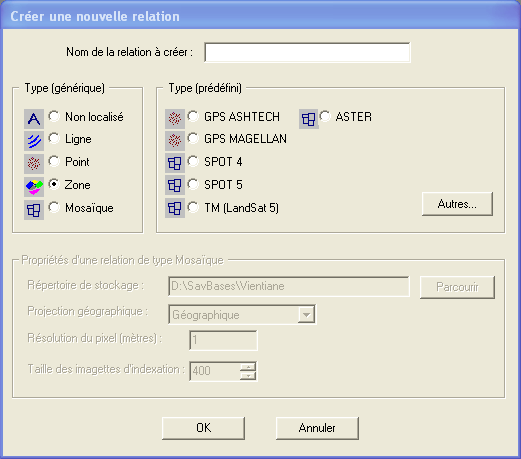 Créer une nouvelle relation
Nom de la relation à créer :
Type (générique)
Non localisé
Ligne
Point
Zone
Mosaïque
Type (prédéfini)
GPS ASHTECH
GPS MAGELLAN
SPOT 4
SPOT 5
TM (LandSat 5)
ASTER
Autres...
Propriétés d'une relation de type Mosaïque
Répertoire de stockage : D:\SavBases\Vientiane Parcourir
Projection géographique : Géographique
Résolution du pixel (mètres) : 1
Taille des imagettes d'indexation : 400
OK Annuler